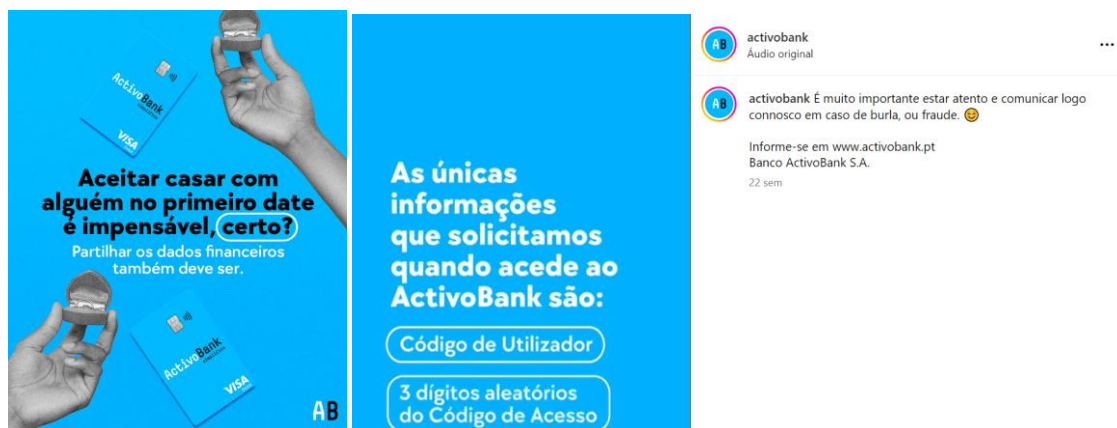 ActivoBank
VISA
Aceitar casar com
alguém no primeiro date
é impensável, certo?
Partilhar os dados financeiros
também deve ser.
ActivoBank
VISA
AB
As únicas
informações
que solicitamos
quando acede ao
ActivoBank são:
Código de Utilizador
3 dígitos aleatórios
do Código de Acesso
AB
activobank
Áudio original
...
AB
activobank É muito importante estar atento e comunicar logo
connosco em caso de burla, ou fraude. 😊
Informe-se em www.activobank.pt
Banco ActivoBank S.A.
22 sem